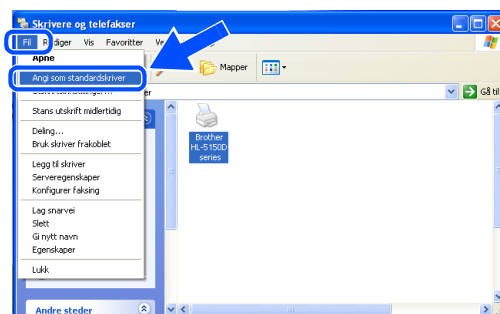 Skrivere og telefakser
Fil Rediger Vis Favoritter
Mapper
Gå til
Åpne
Angi som standardskriver
Stans utskrift midlertidig
Deling...
Bruk skriver frakoblet
Legg til skriver
Serveregenskaper
Konfigurer faksing
Lag snarvei
Slett
Gi nytt navn
Egenskaper
Lukk
Brother
HL-5150D
series
Andre steder